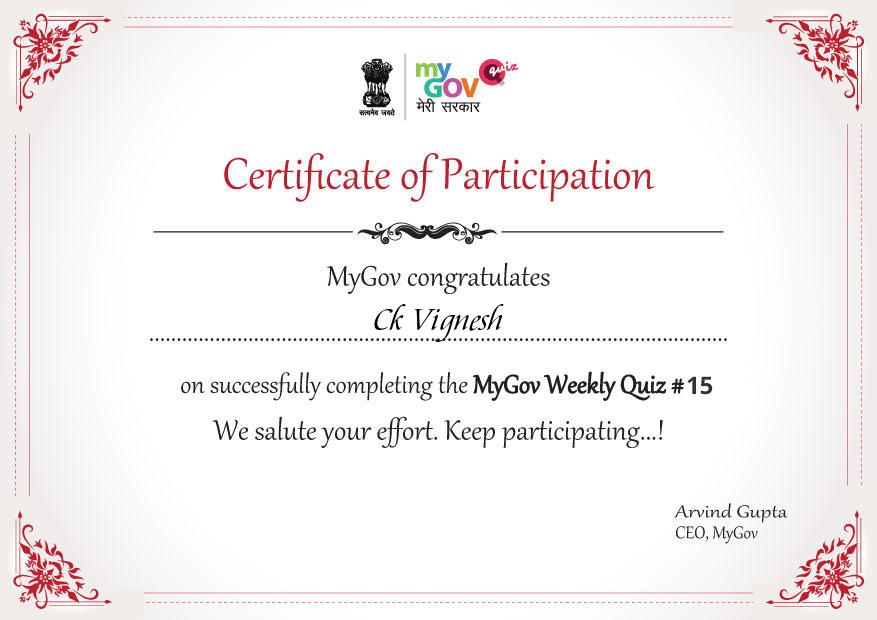 my
GOV
quiz
सत्यमेव जयते
मेरी सरकार
Certificate of Participation
MyGov congratulates
Ck Vignesh
on successfully completing the MyGov Weekly Quiz #15
We salute your effort. Keep participating...!
Arvind Gupta
CEO, MyGov